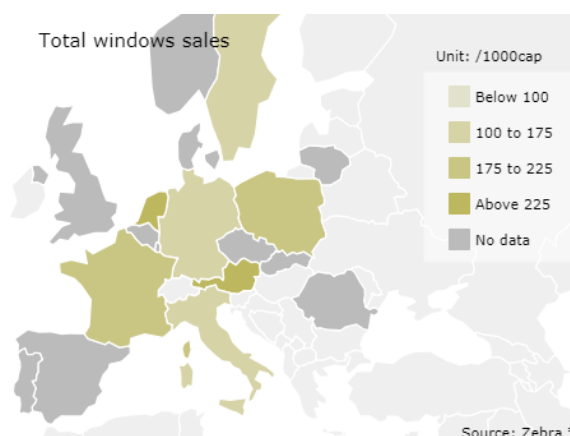 Total windows sales
Unit: /1000cap
Below 100
100 to 175
175 to 225
Above 225
No data
Source: Zebra